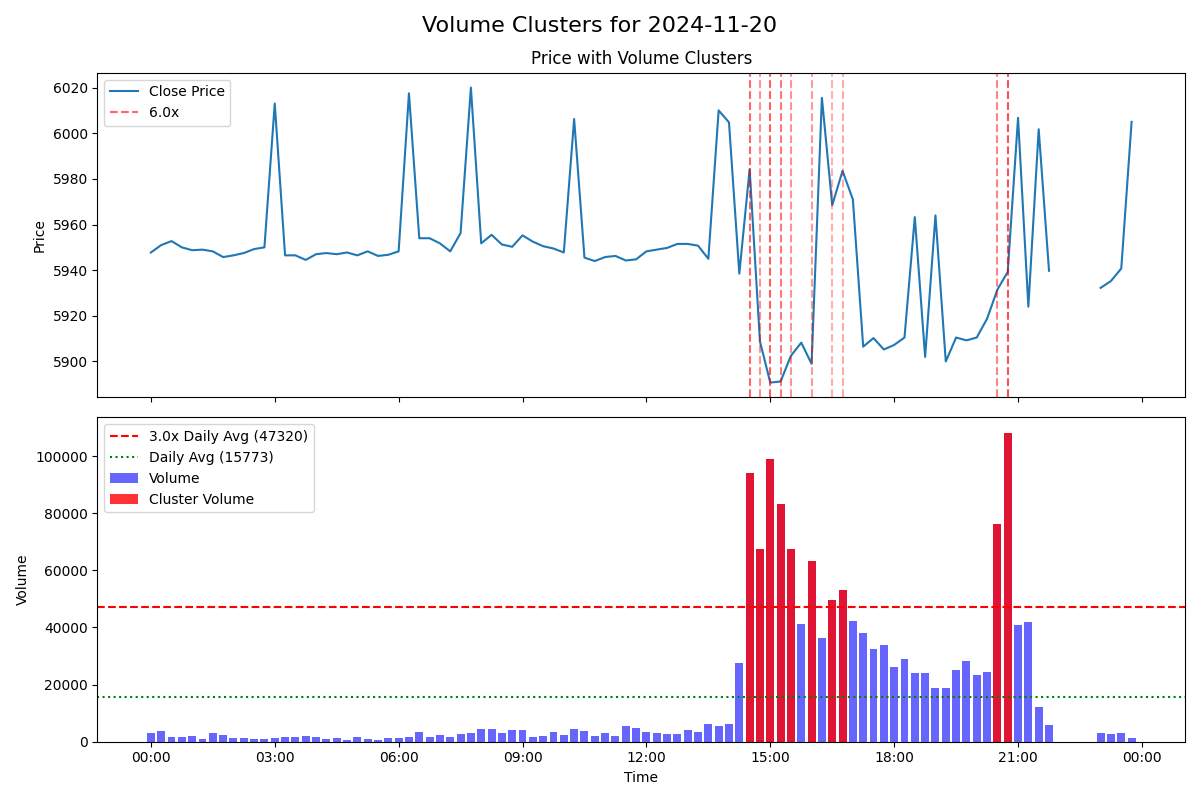 Volume Clusters for 2024-11-20
Price with Volume Clusters
Close Price
6.0x
6020
6000
5980
5960
5940
5920
5900
Price
3.0x Daily Avg (47320)
Daily Avg (15773)
Volume
Cluster Volume
100000
80000
60000
40000
20000
0
Volume
00:00 03:00 06:00 09:00 12:00 15:00 18:00 21:00 00:00
Time